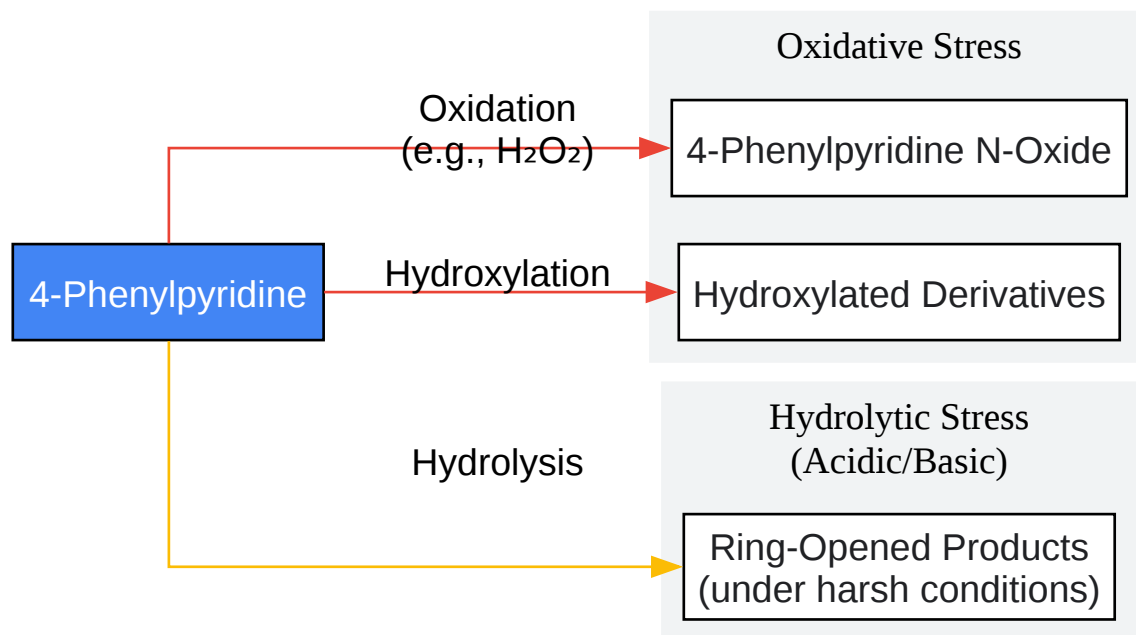 Oxidative Stress
Oxidation
(e.g., H₂O₂)
4-Phenylpyridine N-Oxide
4-Phenylpyridine
Hydroxylation
Hydroxylated Derivatives
Hydrolytic Stress
(Acidic/Basic)
Hydrolysis
Ring-Opened Products
(under harsh conditions)